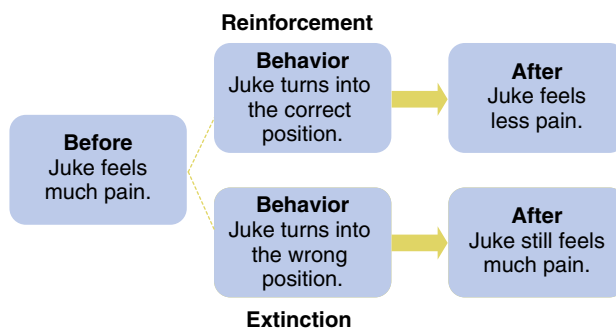 Reinforcement
Before
Juke feels
much pain.
Behavior
Juke turns into
the correct
position.
After
Juke feels
less pain.
Behavior
Juke turns into
the wrong
position.
After
Juke still feels
much pain.
Extinction